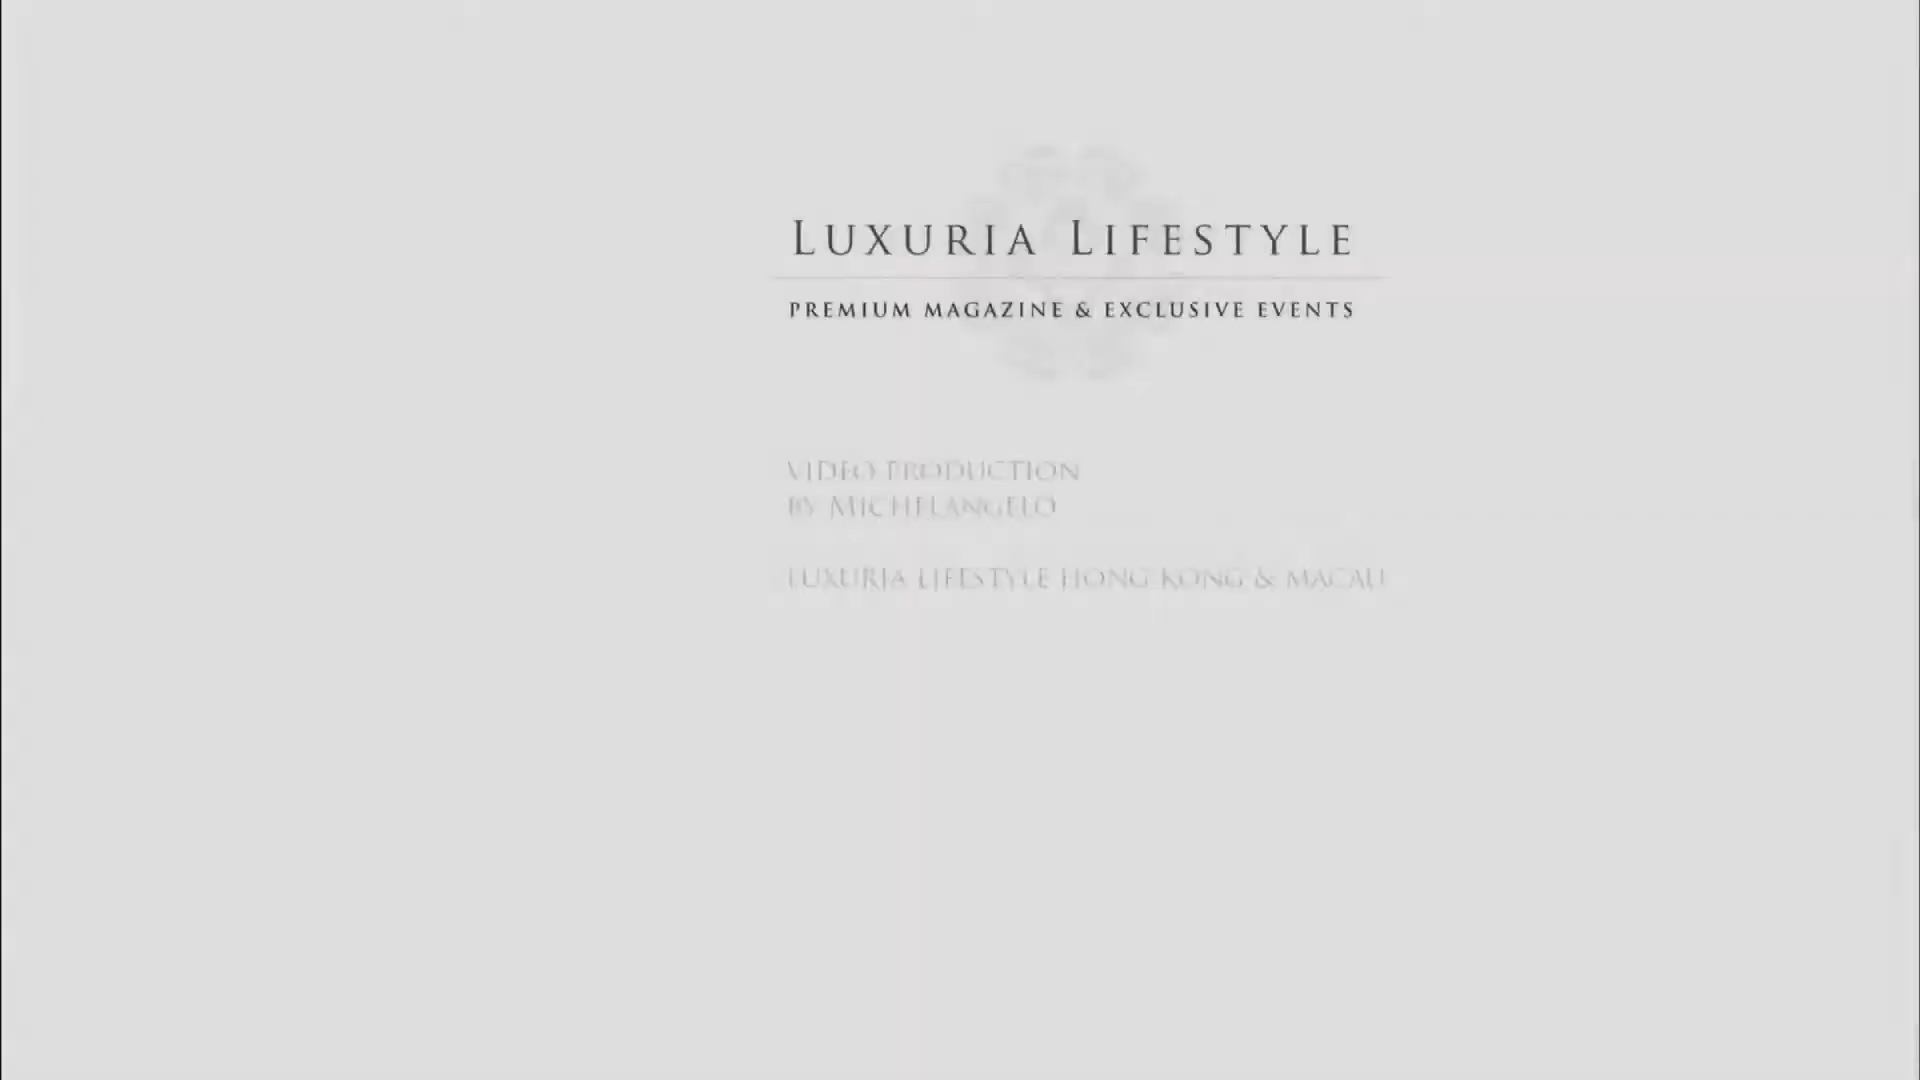 LUXURIA LIFESTYLE
PREMIUM MAGAZINE & EXCLUSIVE EVENTS
VIDEO PRODUCTION
BY MICHELANGELO
LUXURIA LIFESTYLE HONG KONG & MACAU